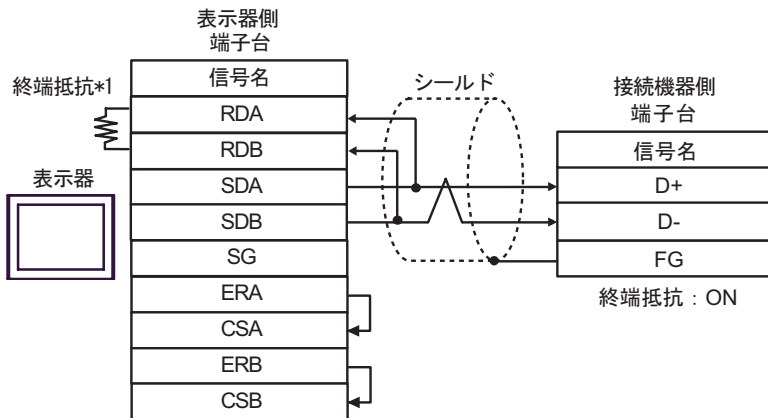 表示器側
端子台
終端抵抗*1
信号名
RDA
RDB
SDA
SDB
SG
ERA
CSA
ERB
CSB
表示器
シールド
接続機器側
端子台
信号名
D+
D-
FG
終端抵抗：ON